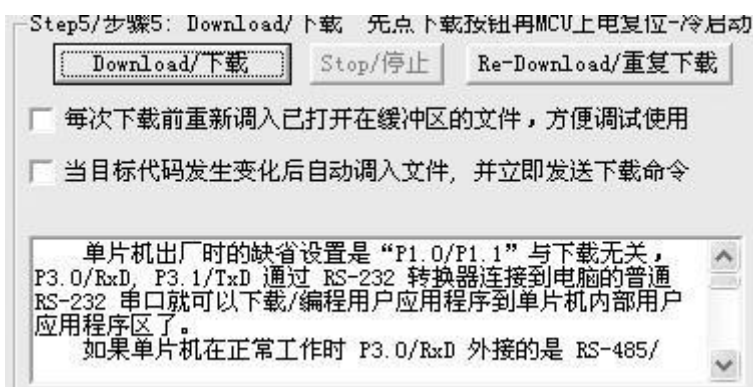 Step5/步骤5: Download/下载 先点下载按钮再MCU上电复位-冷启动
Download/下载 Stop/停止 Re-Download/重复下载
每次下载前重新调入已打开在缓冲区的文件，方便调试使用
当目标代码发生变化后自动调入文件, 并立即发送下载命令
单片机出厂时的缺省设置是“P1.0/P1.1”与下载无关，
P3.0/RxD, P3.1/TxD 通过 RS-232 转换器连接到电脑的普通
RS-232 串口就可以下载/编程用户应用程序到单片机内部用户
应用程序区了。
如果单片机在正常工作时 P3.0/RxD 外接的是 RS-485/